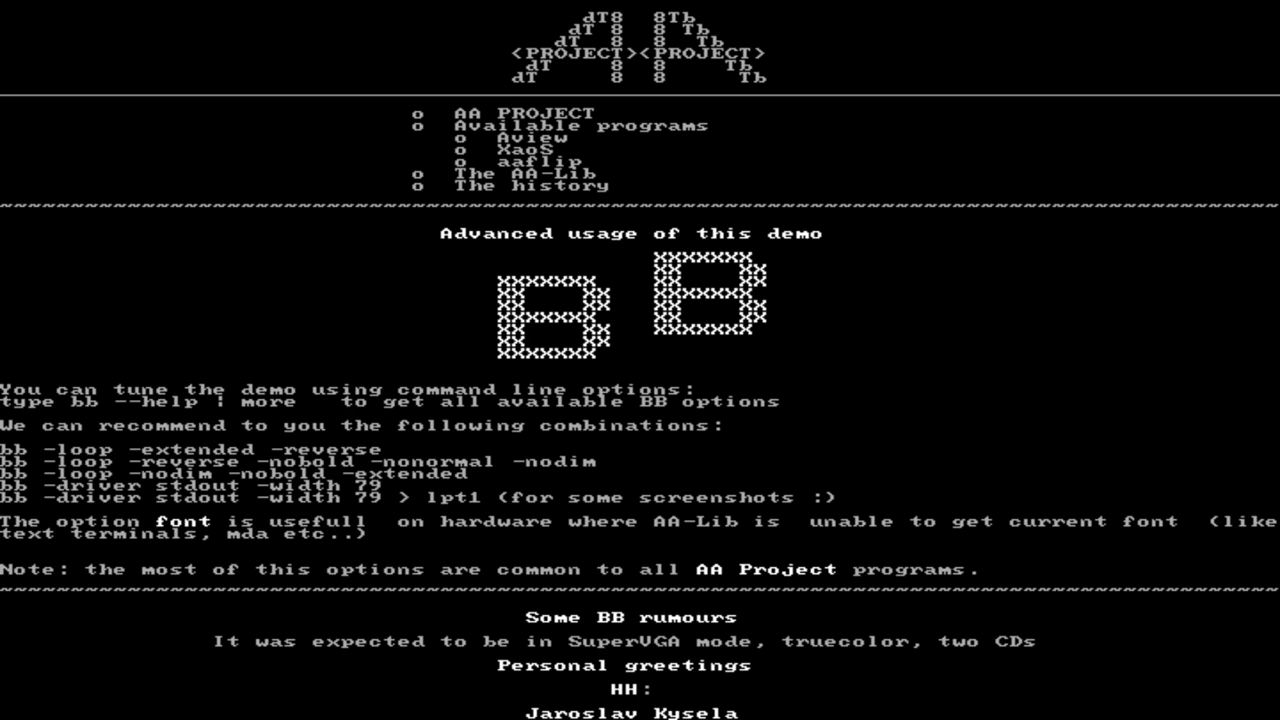 dT8 8Tb
dT 8 8 Tb
dT 8 8 Tb
<PROJECT><PROJECT>
dT 8 8 Tb
dT 8 8 Tb
o AA PROJECT
o Available programs
o Aview
o XaoS
o aaflip
o The AA-Lib
o The history
~~~~~~~~~~~~~~~~~~~~~~~~~~~~~~~~~~~~~~~~~~~~~~~~~~~~~~~~~~~~~~~~~~~~~~~~~~~~~~~~~~~~~~~~~~
Advanced usage of this demo
BB
You can tune the demo using command line options:
type bb --help | more to get all available BB options
We can recommend to you the following combinations:
bb -loop -extended -reverse
bb -loop -reverse -nobold -nonormal -nodim
bb -loop -nodim -nobold -extended
bb -driver stdout -width 79
bb -driver stdout -width 79 > lpt1 (for some screenshots :)
The option font is usefull on hardware where AA-Lib is unable to get current font (like
text terminals, mda etc..)
Note: the most of this options are common to all AA Project programs.
~~~~~~~~~~~~~~~~~~~~~~~~~~~~~~~~~~~~~~~~~~~~~~~~~~~~~~~~~~~~~~~~~~~~~~~~~~~~~~~~~~~~~~~~~~
Some BB rumours
It was expected to be in SuperVGA mode, truecolor, two CDs
Personal greetings
HH:
Jaroslav Kysela